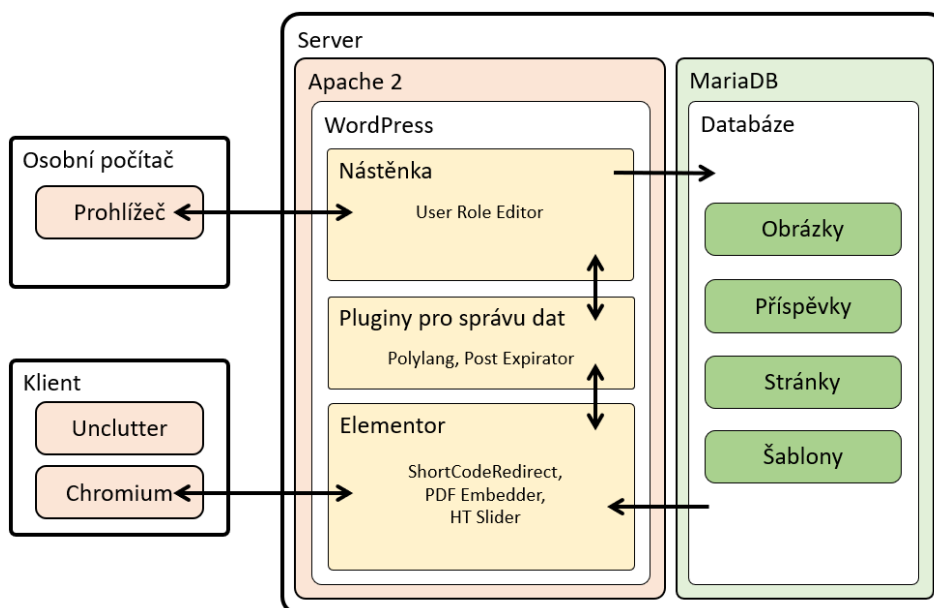 Server
Apache 2
MariaDB
WordPress
Databáze
Osobní počítač
Prohlížeč
Nástěnka
User Role Editor
Obrázky
Příspěvky
Pluginy pro správu dat
Polylang, Post Expirator
Stránky
Klient
Unclutter
Chromium
Elementor
ShortCodeRedirect,
PDF Embedder,
HT Slider
Šablony